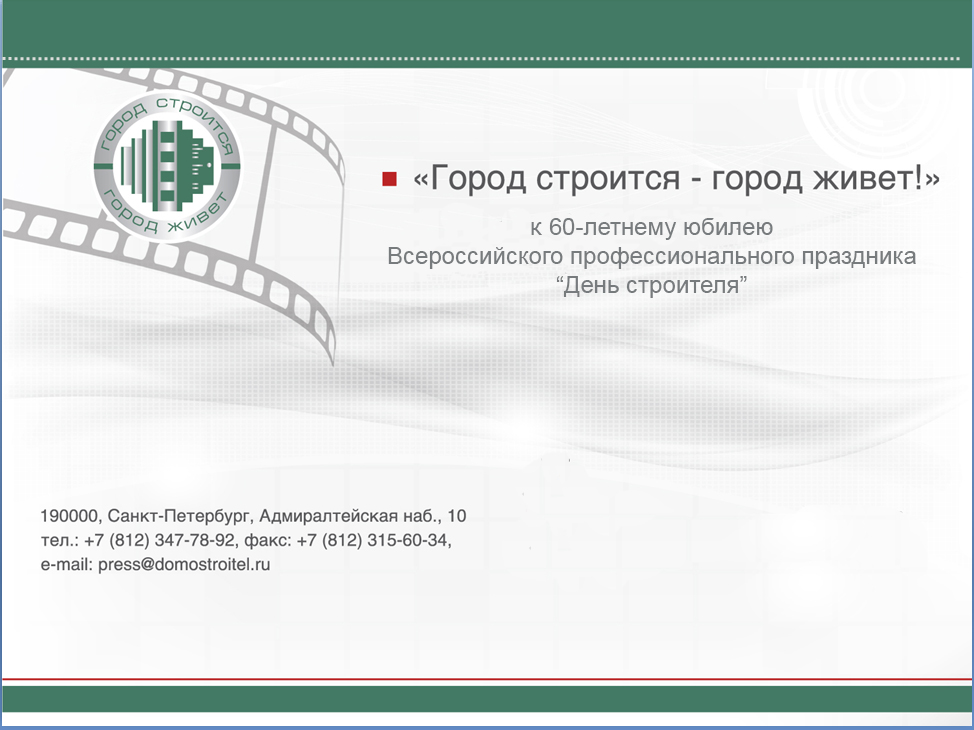 город строится
город живет
«Город строится - город живет!»
к 60-летнему юбилею
Всероссийского профессионального праздника
“День строителя”
190000, Санкт-Петербург, Адмиралтейская наб., 10
тел.: +7 (812) 347-78-92, факс: +7 (812) 315-60-34,
e-mail: press@domostroitel.ru